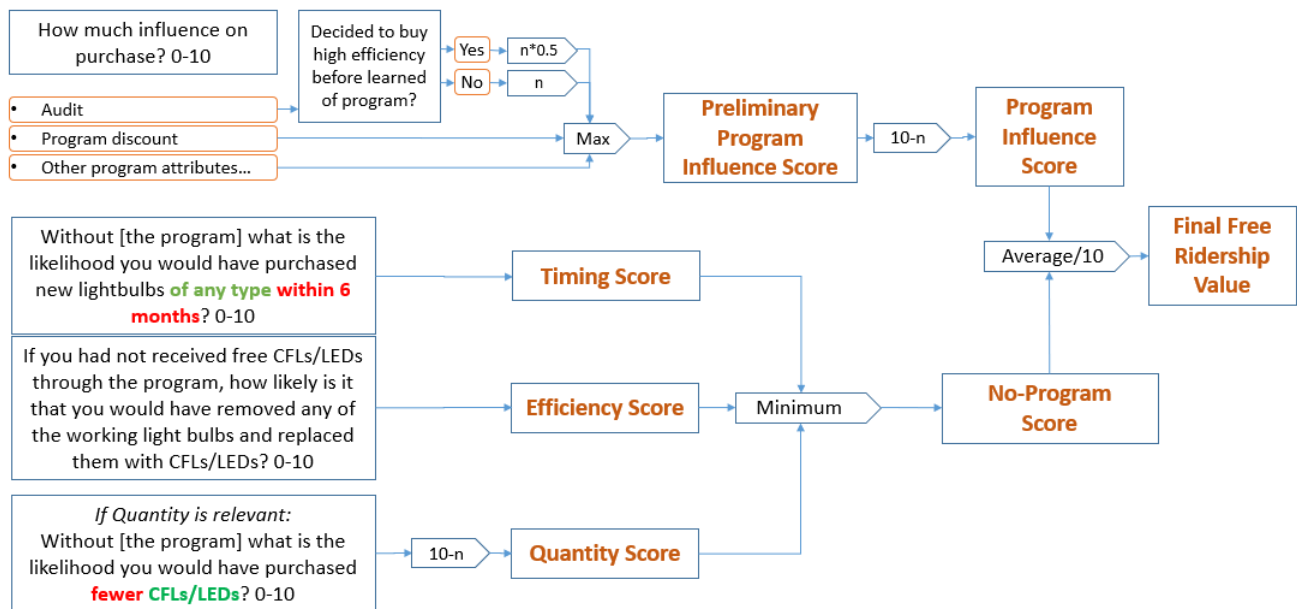 How much influence on
purchase? 0-10
Decided to buy
high efficiency
before learned
of program?
Yes
n*0.5
No
n
• Audit
• Program discount
• Other program attributes…
Max
Preliminary
Program
Influence Score
10-n
Program
Influence
Score
Without [the program] what is the
likelihood you would have purchased
new lightbulbs of any type within 6
months? 0-10
Timing Score
Average/10
Final Free
Ridership
Value
If you had not received free CFLs/LEDs
through the program, how likely is it
that you would have removed any of
the working light bulbs and replaced
them with CFLs/LEDs? 0-10
Efficiency Score
Minimum
No-Program
Score
If Quantity is relevant:
Without [the program] what is the
likelihood you would have purchased
fewer CFLs/LEDs? 0-10
10-n
Quantity Score